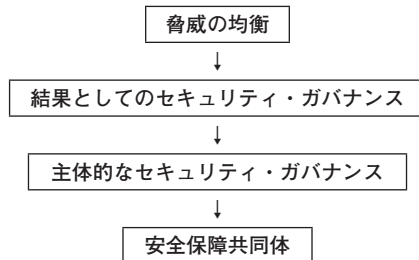 脅威の均衡
↓
結果としてのセキュリティ・ガバナンス
↓
主体的なセキュリティ・ガバナンス
↓
安全保障共同体